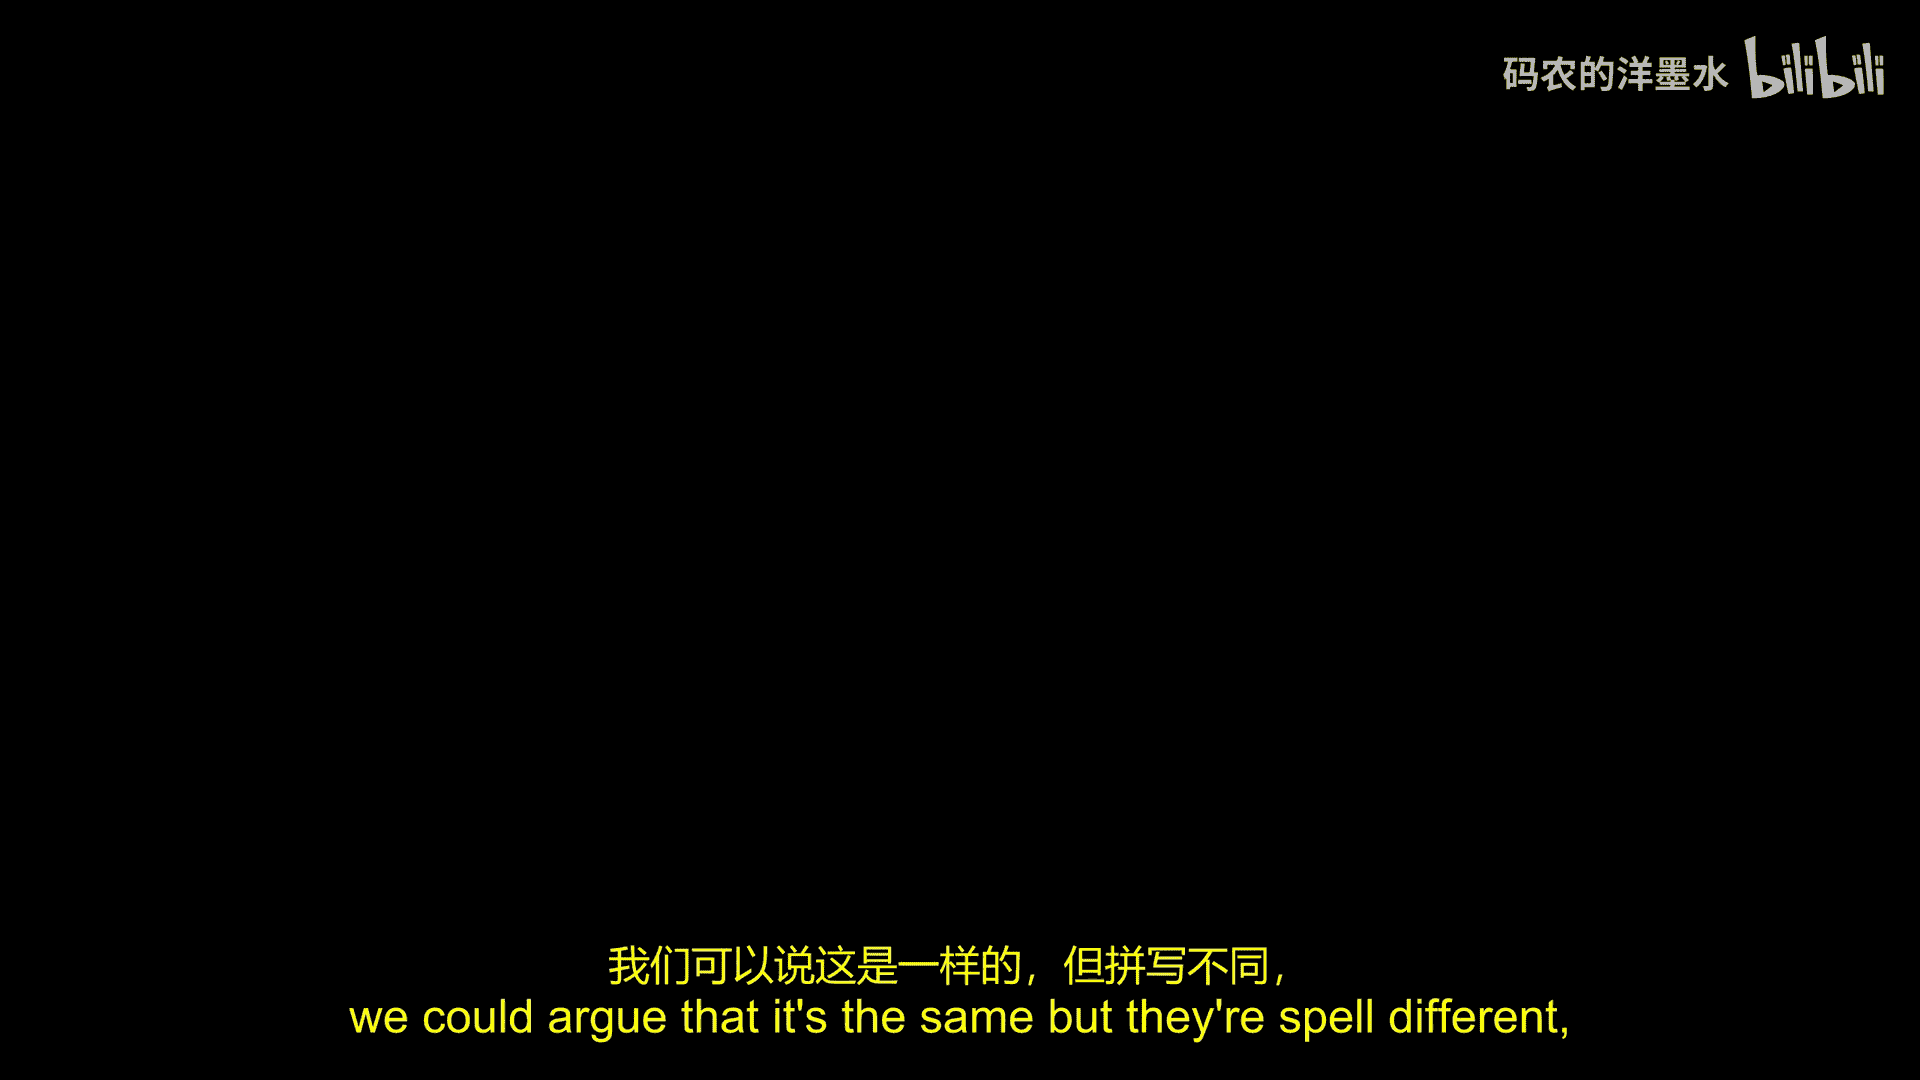 码农的洋墨水 bilibili
我们可以说这是一样的，但拼写不同，
we could argue that it's the same but they're spell different,